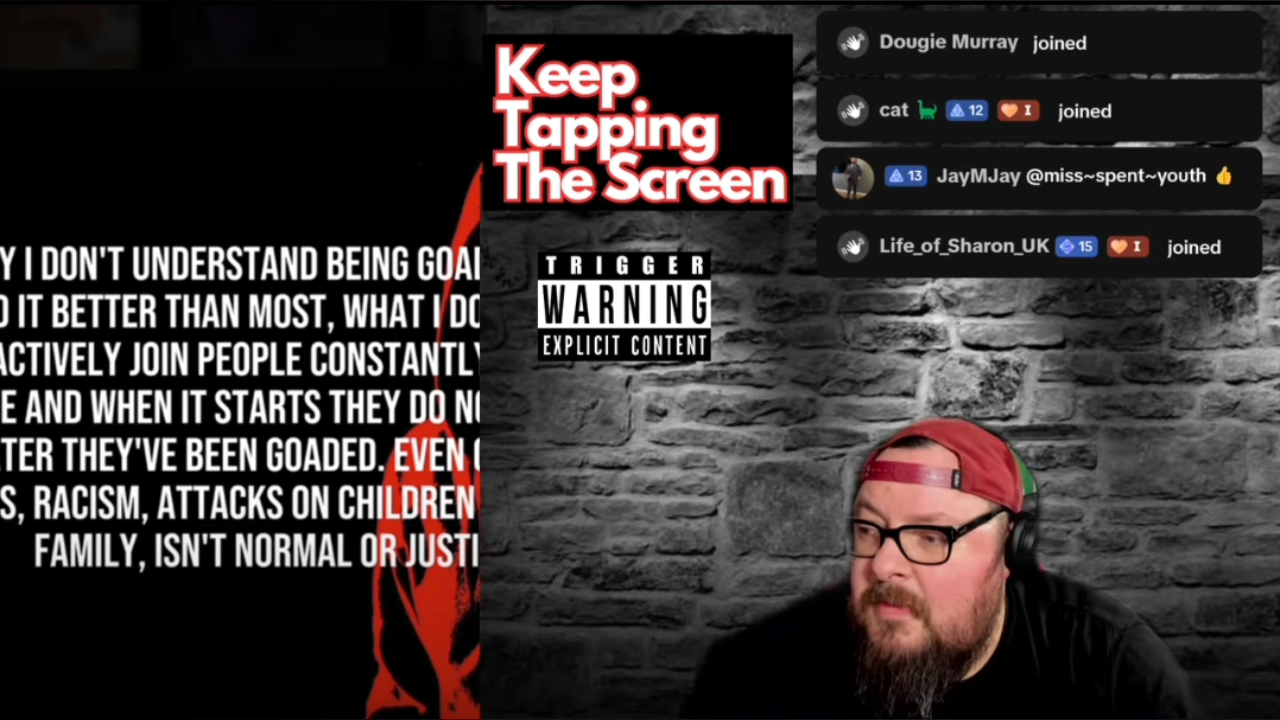 Y I DON'T UNDERSTAND BEING GOA
D IT BETTER THAN MOST, WHAT I DO
ACTIVELY JOIN PEOPLE CONSTANTLY
E AND WHEN IT STARTS THEY DO N
TER THEY'VE BEEN GOADED. EVEN
S, RACISM, ATTACKS ON CHILDREN
FAMILY, ISN'T NORMAL OR JUSTI
Keep
Tapping
The Screen
TRIGGER
WARNING
EXPLICIT CONTENT
Dougie Murray joined
cat 12 I joined
13 JayMJay @miss~spent~youth 👍
Life_of_Sharon_UK 15 I joined